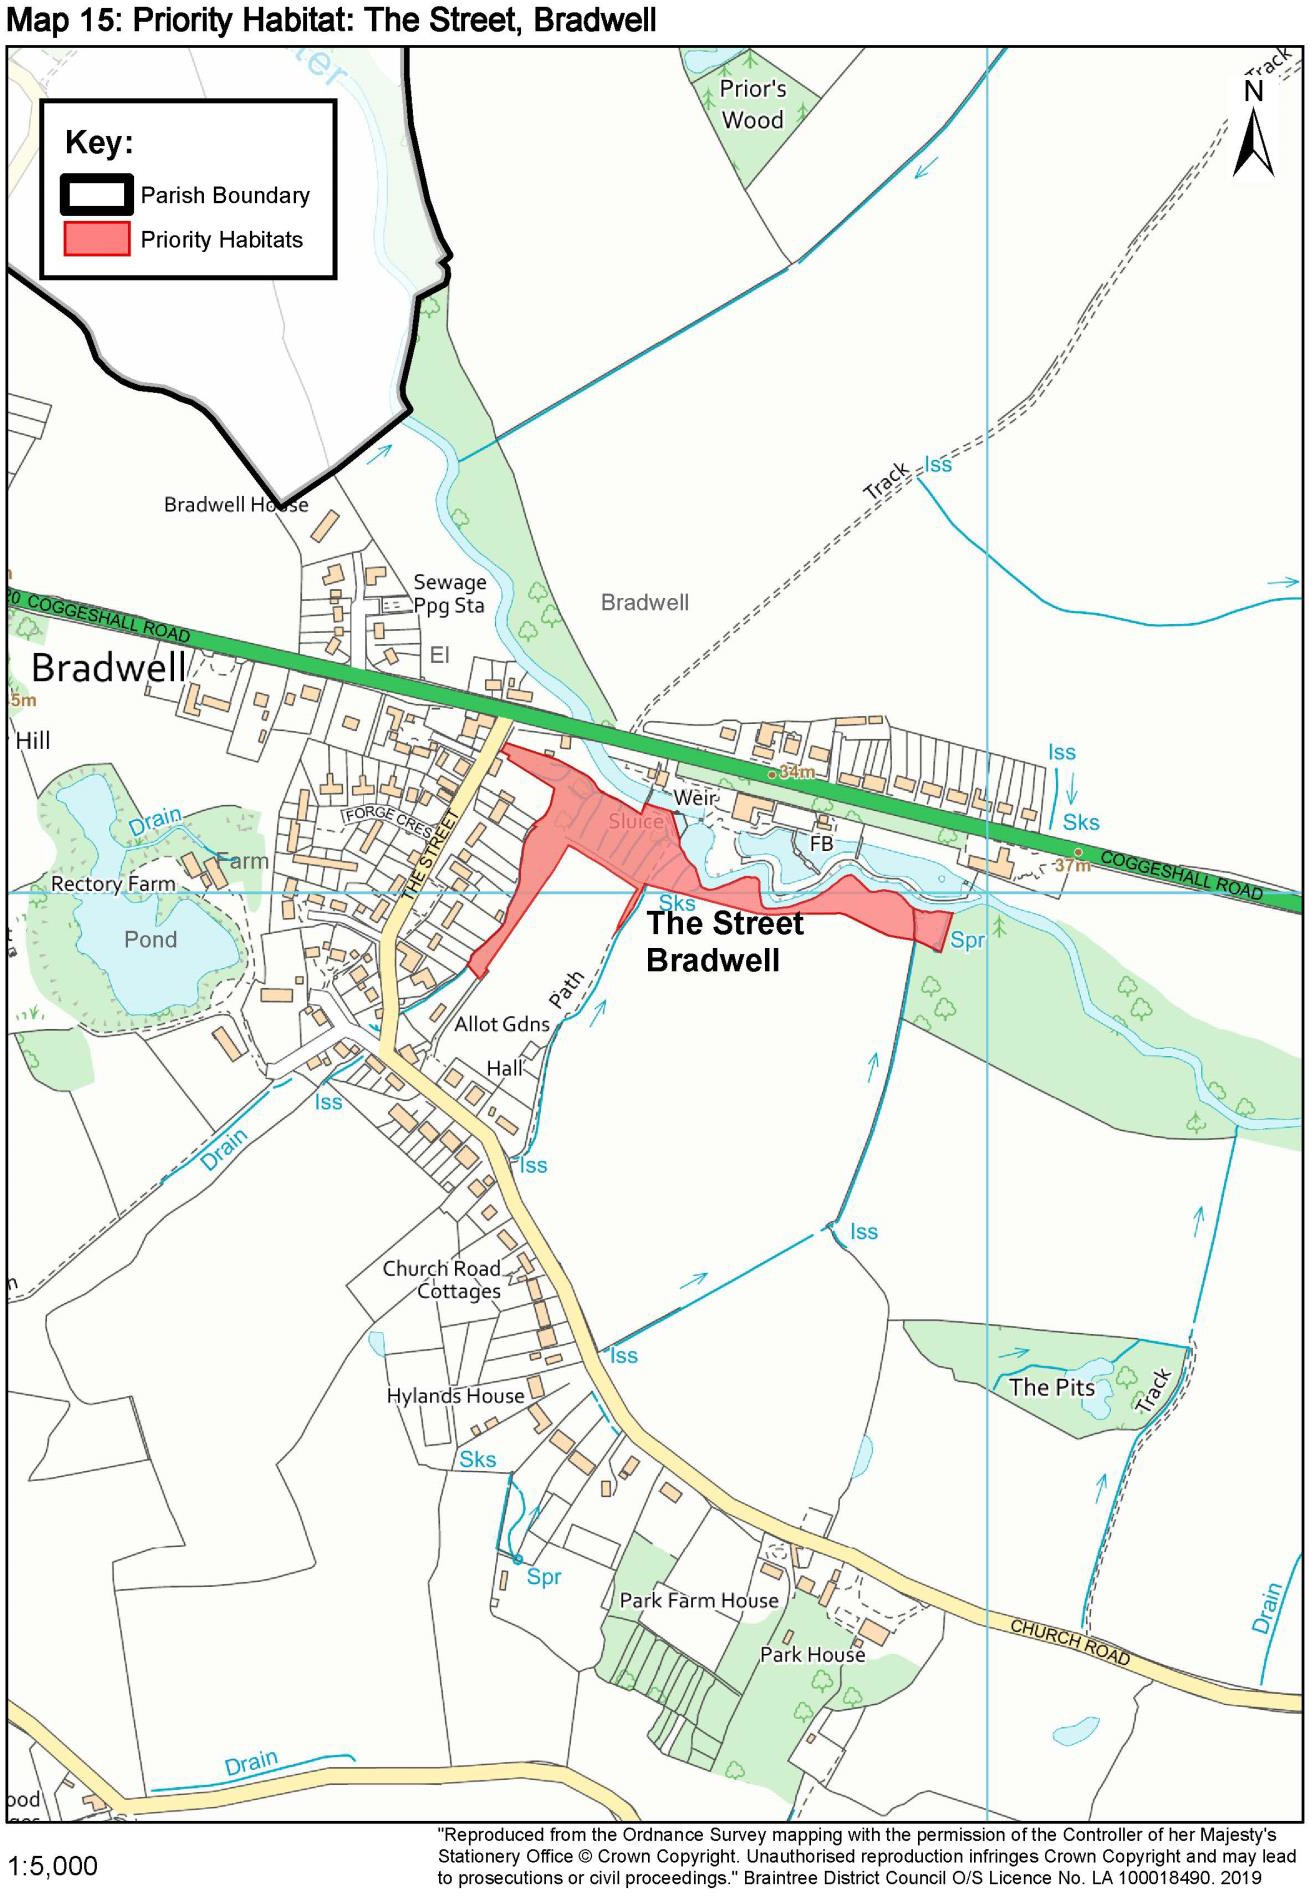 Map 15: Priority Habitat: The Street, Bradwell
ter
Track
Prior's
Wood
N
Key:
Parish Boundary
Priority Habitats
Track
Iss
Bradwell House
Sewage
Ppg Sta
Bradwell
COGGESHALL ROAD
El
Bradwell
5m
Hill
Iss
34m
Weir
Drain
FORGE CRES
Sluice
Sks
FB
37m
COGGESHALL ROAD
Farm
THE STREET
Rectory Farm
Sks
The Street
Bradwell
Pond
Spr
Path
Allot Gdns
Hall
Iss
Drain
Iss
Iss
Church Road
Cottages
Iss
Hylands House
The Pits
Track
Sks
Spr
Park Farm House
Drain
CHURCH ROAD
Park House
Drain
ood
"Reproduced from the Ordnance Survey mapping with the permission of the Controller of her Majesty's
Stationery Office © Crown Copyright. Unauthorised reproduction infringes Crown Copyright and may lead
to prosecutions or civil proceedings." Braintree District Council O/S Licence No. LA 100018490. 2019
1:5,000